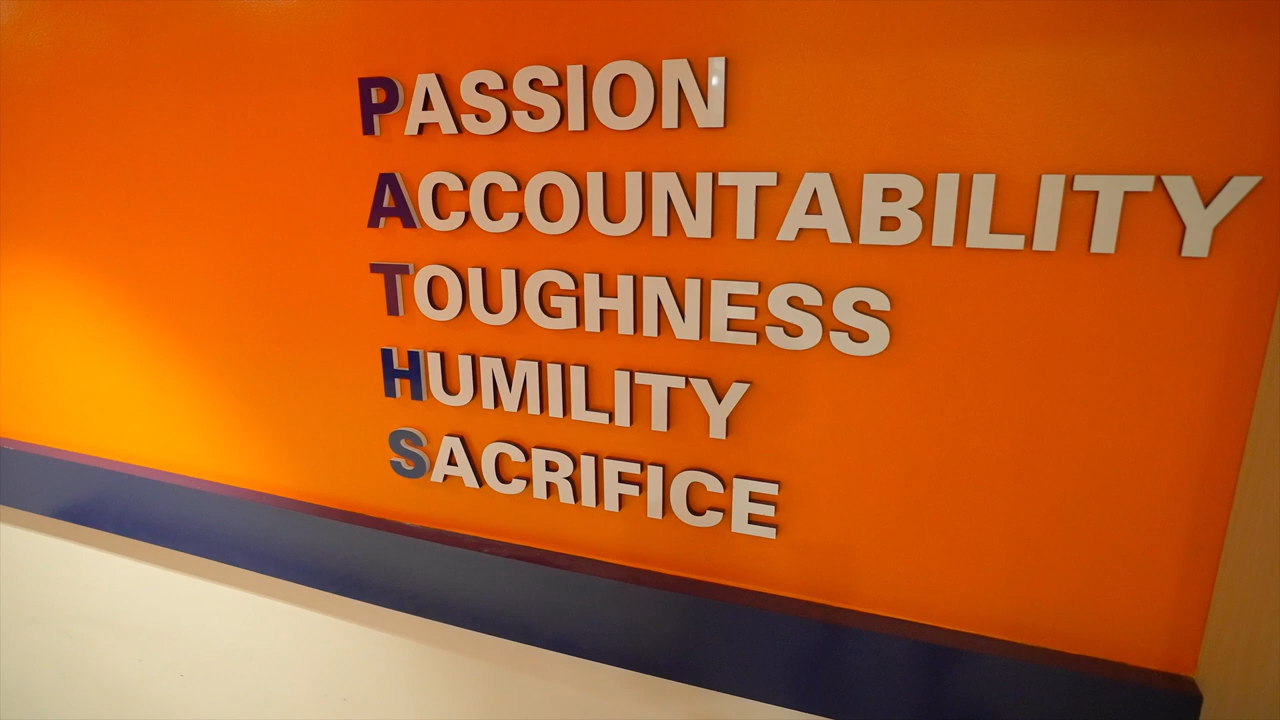 PASSION
ACCOUNTABILITY
TOUGHNESS
HUMILITY
SACRIFICE